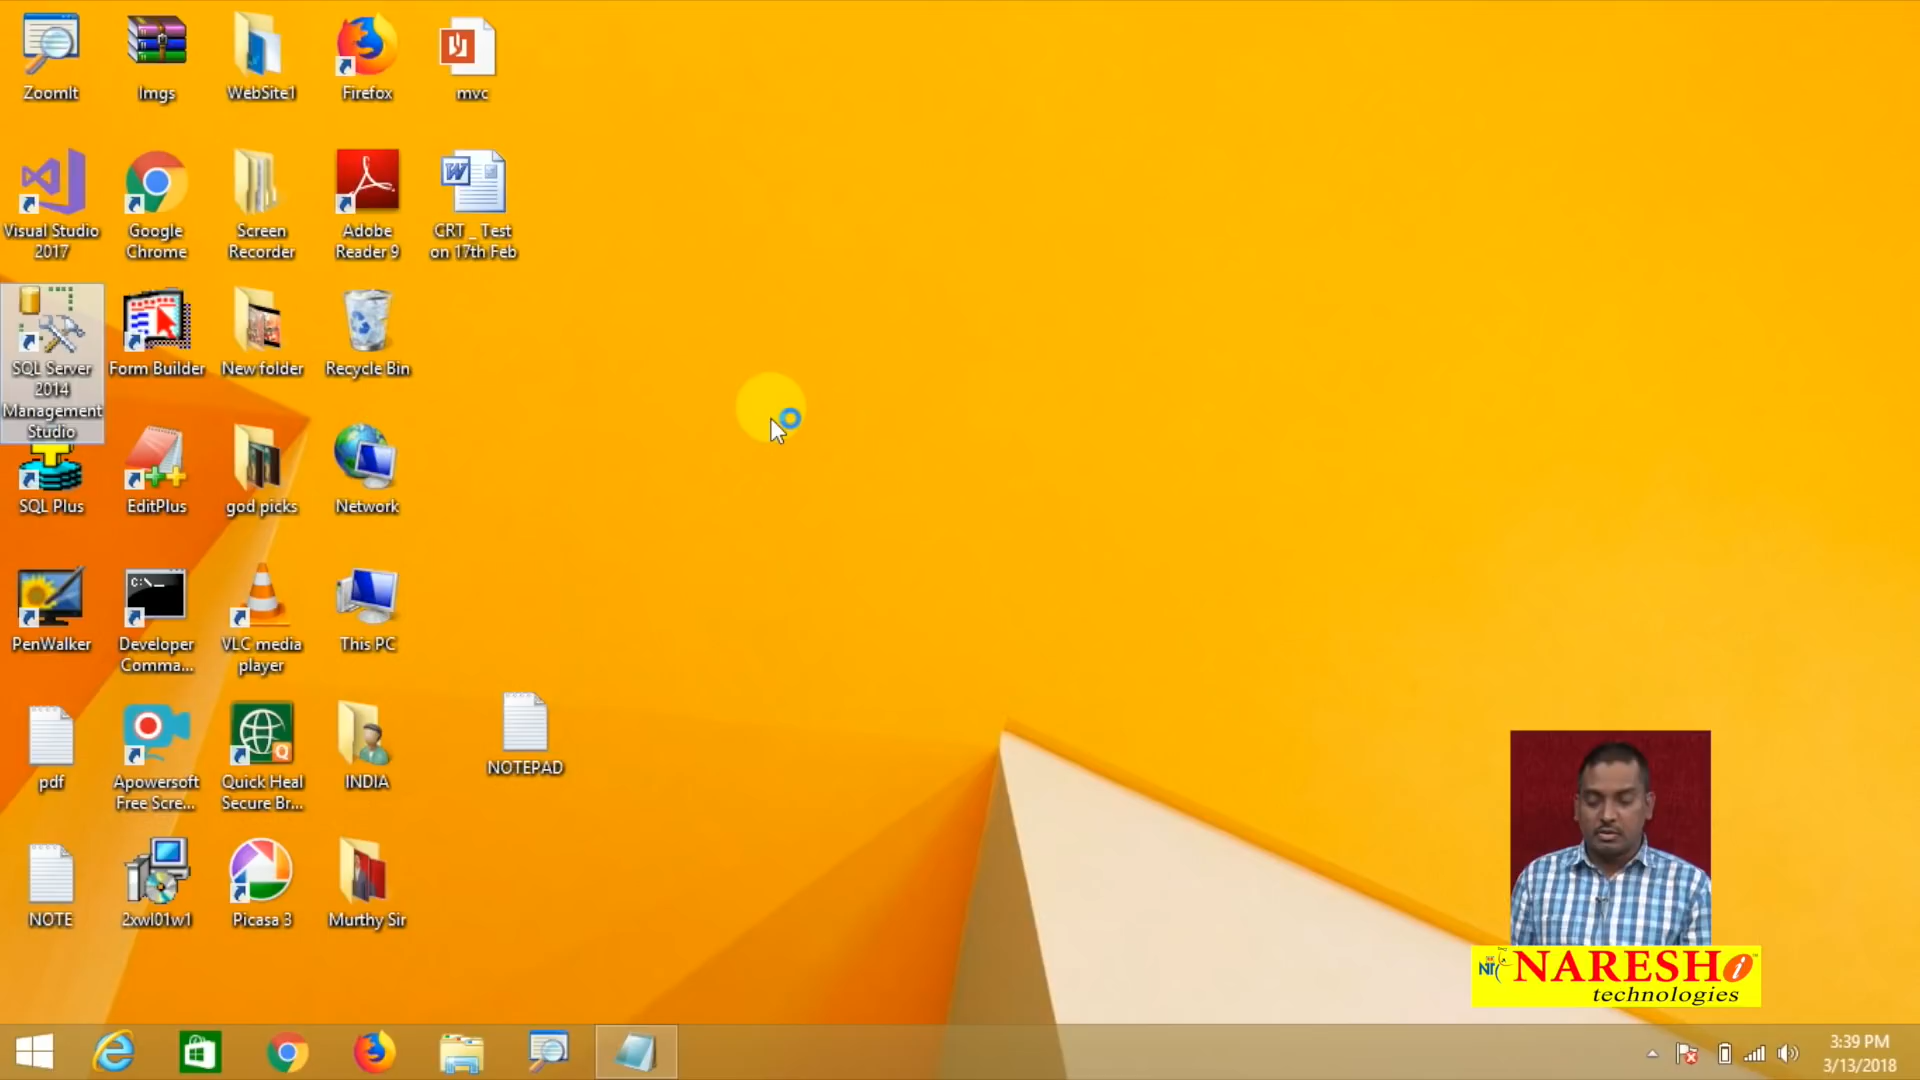 ZoomIt
Imgs
WebSite1
Firefox
mvc
Visual Studio
2017
Google
Chrome
Screen
Recorder
Adobe
Reader 9
CRT _ Test
on 17th Feb
SQL Server
2014
Management
Studio
Form Builder
New folder
Recycle Bin
SQL Plus
EditPlus
god picks
Network
PenWalker
C:\_
Developer
Comma...
VLC media
player
This PC
pdf
Apowersoft
Free Scre...
Quick Heal
Secure Br...
INDIA
NOTEPAD
NOTE
2xwl01w1
Picasa 3
Murthy Sir
NARESH i
technologies
3:39 PM
3/13/2018